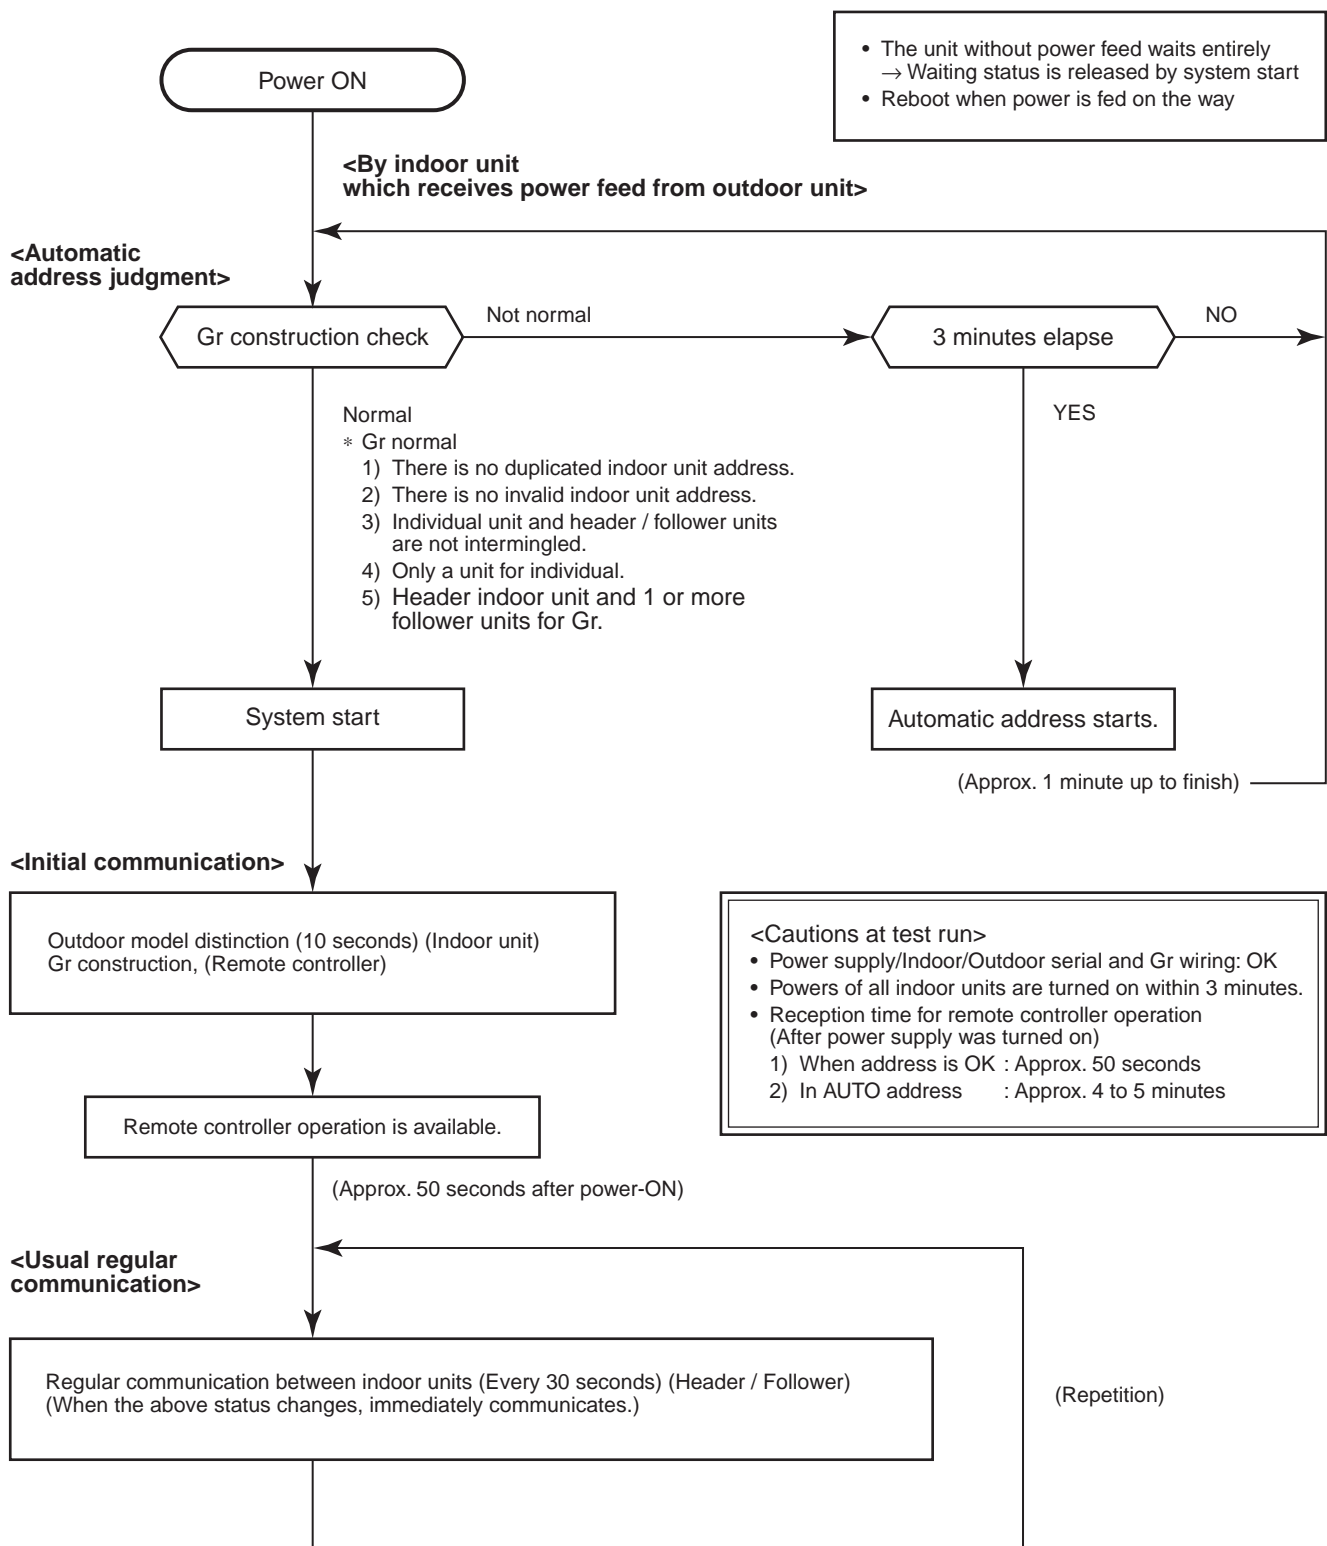 Power ON
• The unit without power feed waits entirely
→ Waiting status is released by system start
• Reboot when power is fed on the way
<By indoor unit
which receives power feed from outdoor unit>
<Automatic
address judgment>
Gr construction check
Not normal
3 minutes elapse
NO
Normal
* Gr normal
1) There is no duplicated indoor unit address.
2) There is no invalid indoor unit address.
3) Individual unit and header / follower units
are not intermingled.
4) Only a unit for individual.
5) Header indoor unit and 1 or more
follower units for Gr.
YES
System start
Automatic address starts.
(Approx. 1 minute up to finish)
<Initial communication>
Outdoor model distinction (10 seconds) (Indoor unit)
Gr construction, (Remote controller)
<Cautions at test run>
• Power supply/Indoor/Outdoor serial and Gr wiring: OK
• Powers of all indoor units are turned on within 3 minutes.
• Reception time for remote controller operation
(After power supply was turned on)
1) When address is OK : Approx. 50 seconds
2) In AUTO address : Approx. 4 to 5 minutes
Remote controller operation is available.
(Approx. 50 seconds after power-ON)
<Usual regular
communication>
Regular communication between indoor units (Every 30 seconds) (Header / Follower)
(When the above status changes, immediately communicates.)
(Repetition)